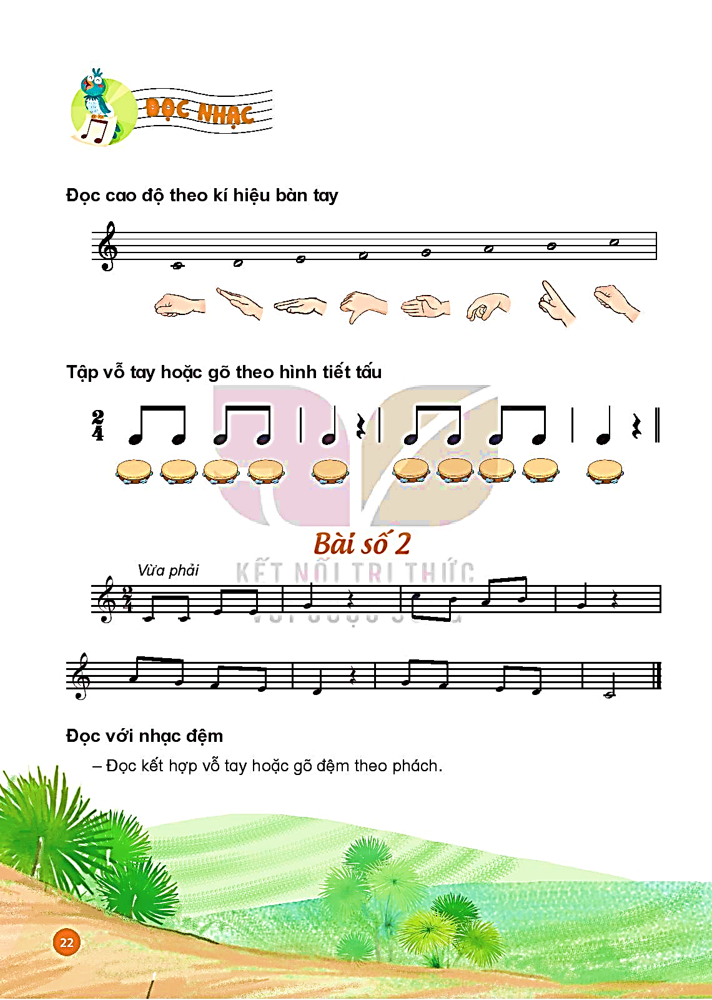 ĐỌC NHẠC
Đọc cao độ theo kí hiệu bàn tay
Tập vỗ tay hoặc gõ theo hình tiết tấu
2
4
Bài số 2
Vừa phải
KẾT NỐI TRI THỨC
2
4
Đọc với nhạc đệm
– Đọc kết hợp vỗ tay hoặc gõ đệm theo phách.
22